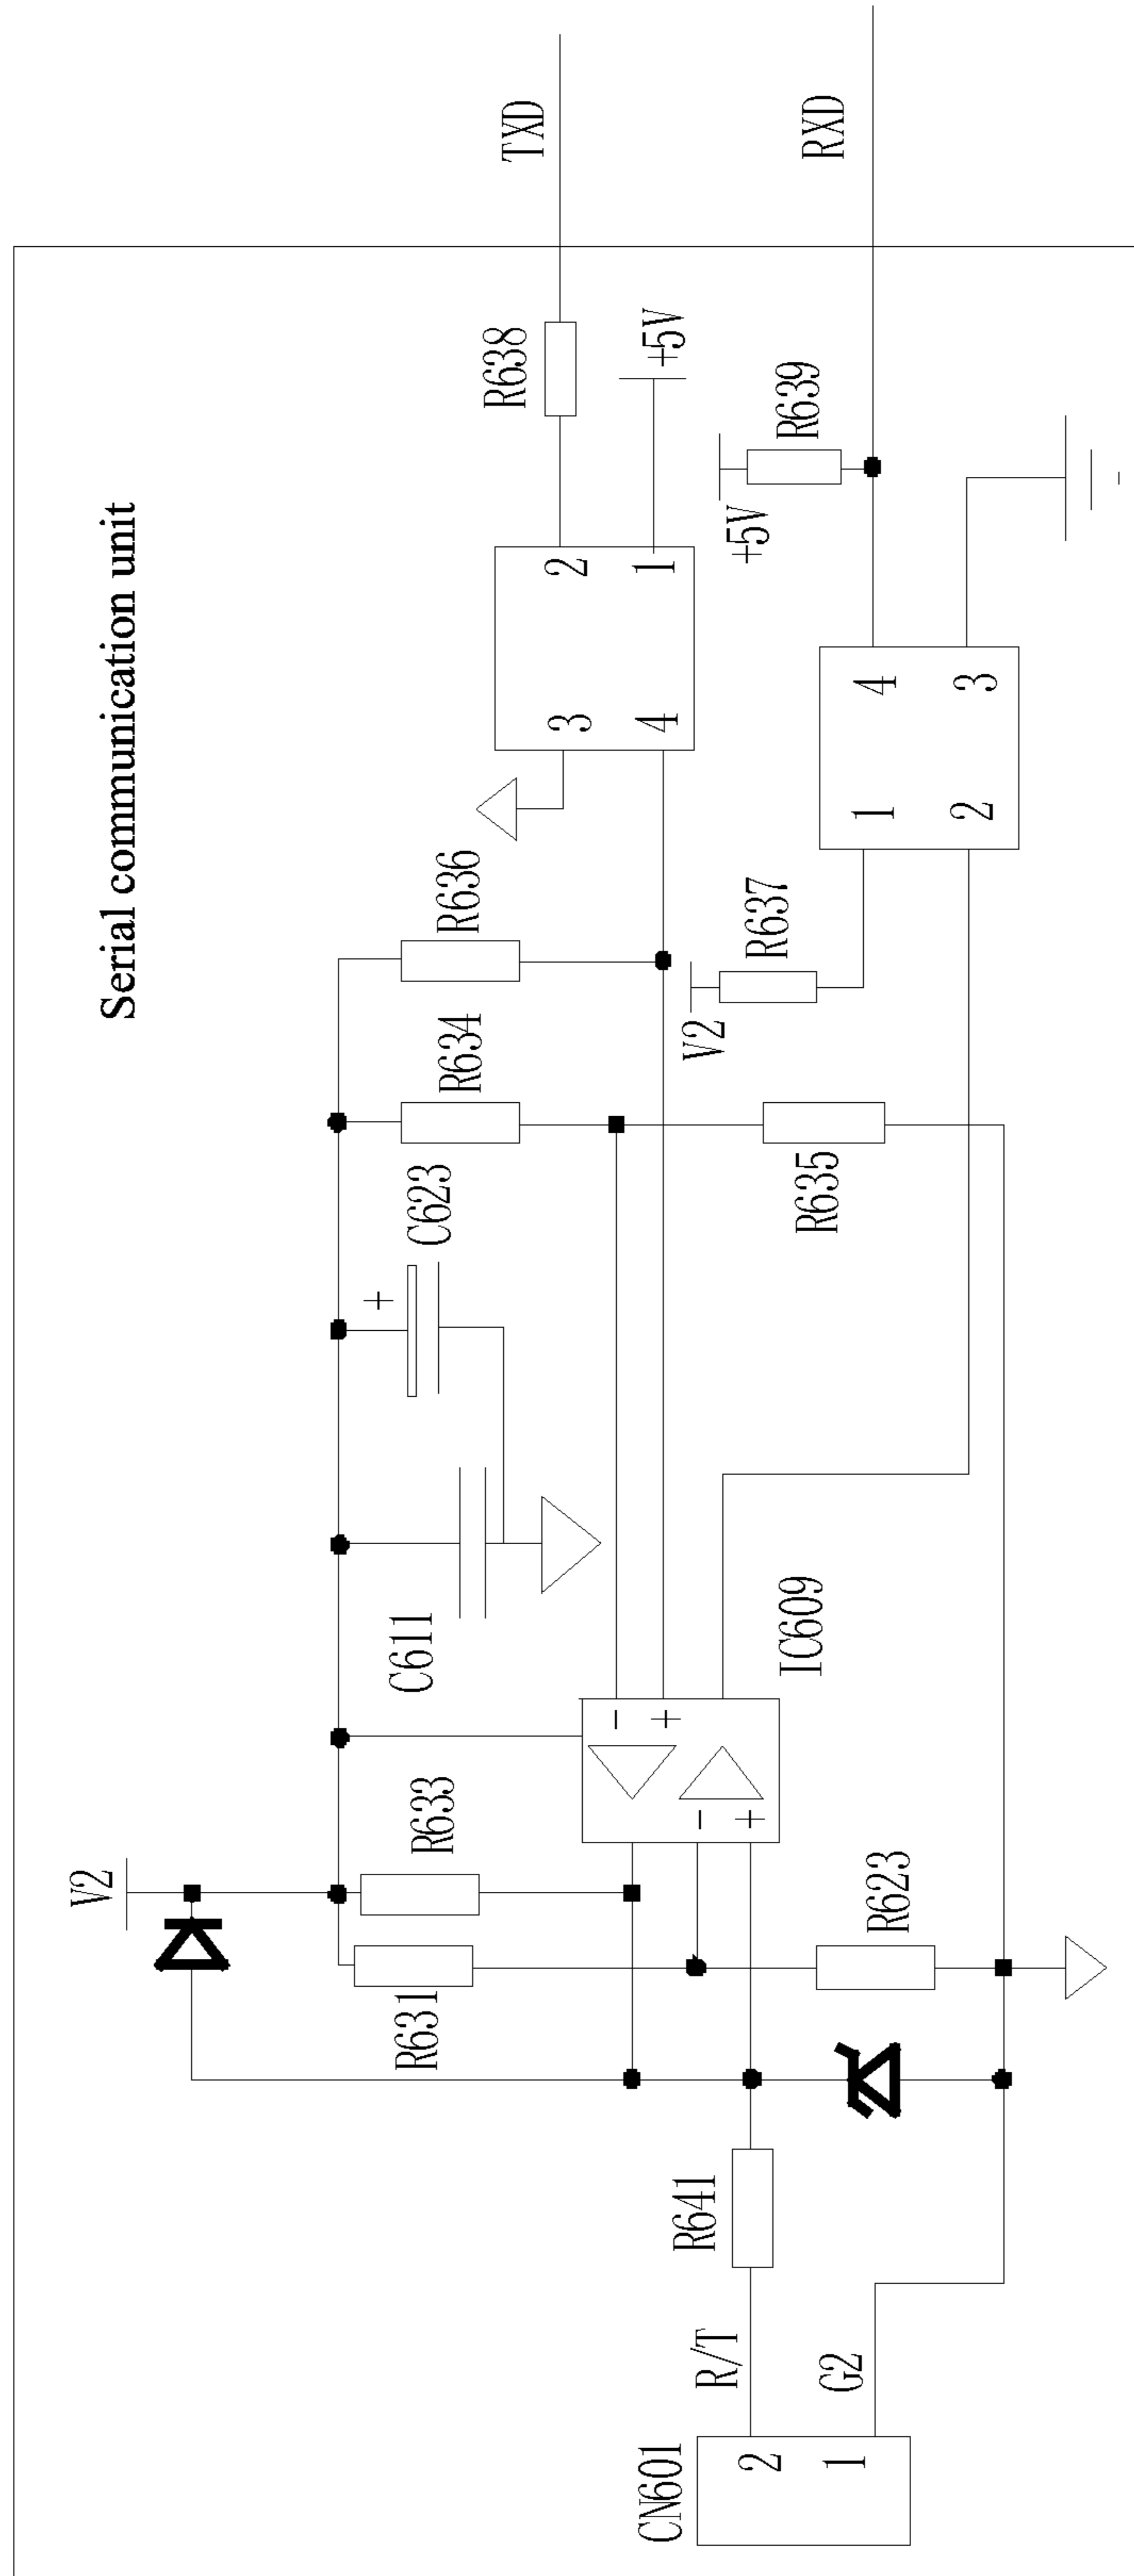 Serial communication unit
V2
R631
R633
C611
C623
+
R634
R636
R638
TXD
3
2
4
1
+5V
-
+
-
+
IC609
R635
V2
R637
+5V
R639
RXD
1
4
2
3
R623
R641
R/T
G2
CN601
2
1